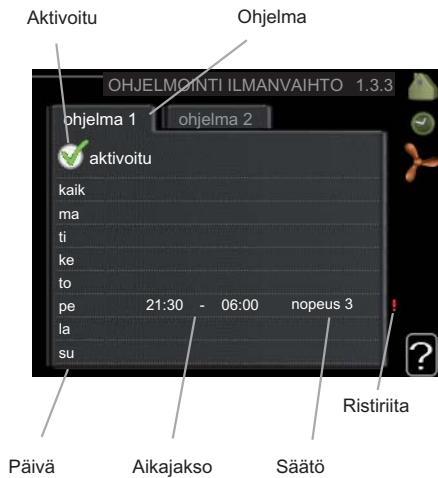 Aktivoitu Ohjelma
OHJELMOINTI ILMANVAIHTO 1.3.3
ohjelma 1 ohjelma 2
aktivoitu
kaik
ma
ti
ke
to
pe 21:30 - 06:00 nopeus 3 !
la
su
?
Ristiriita
Päivä Aikajakso Säätö